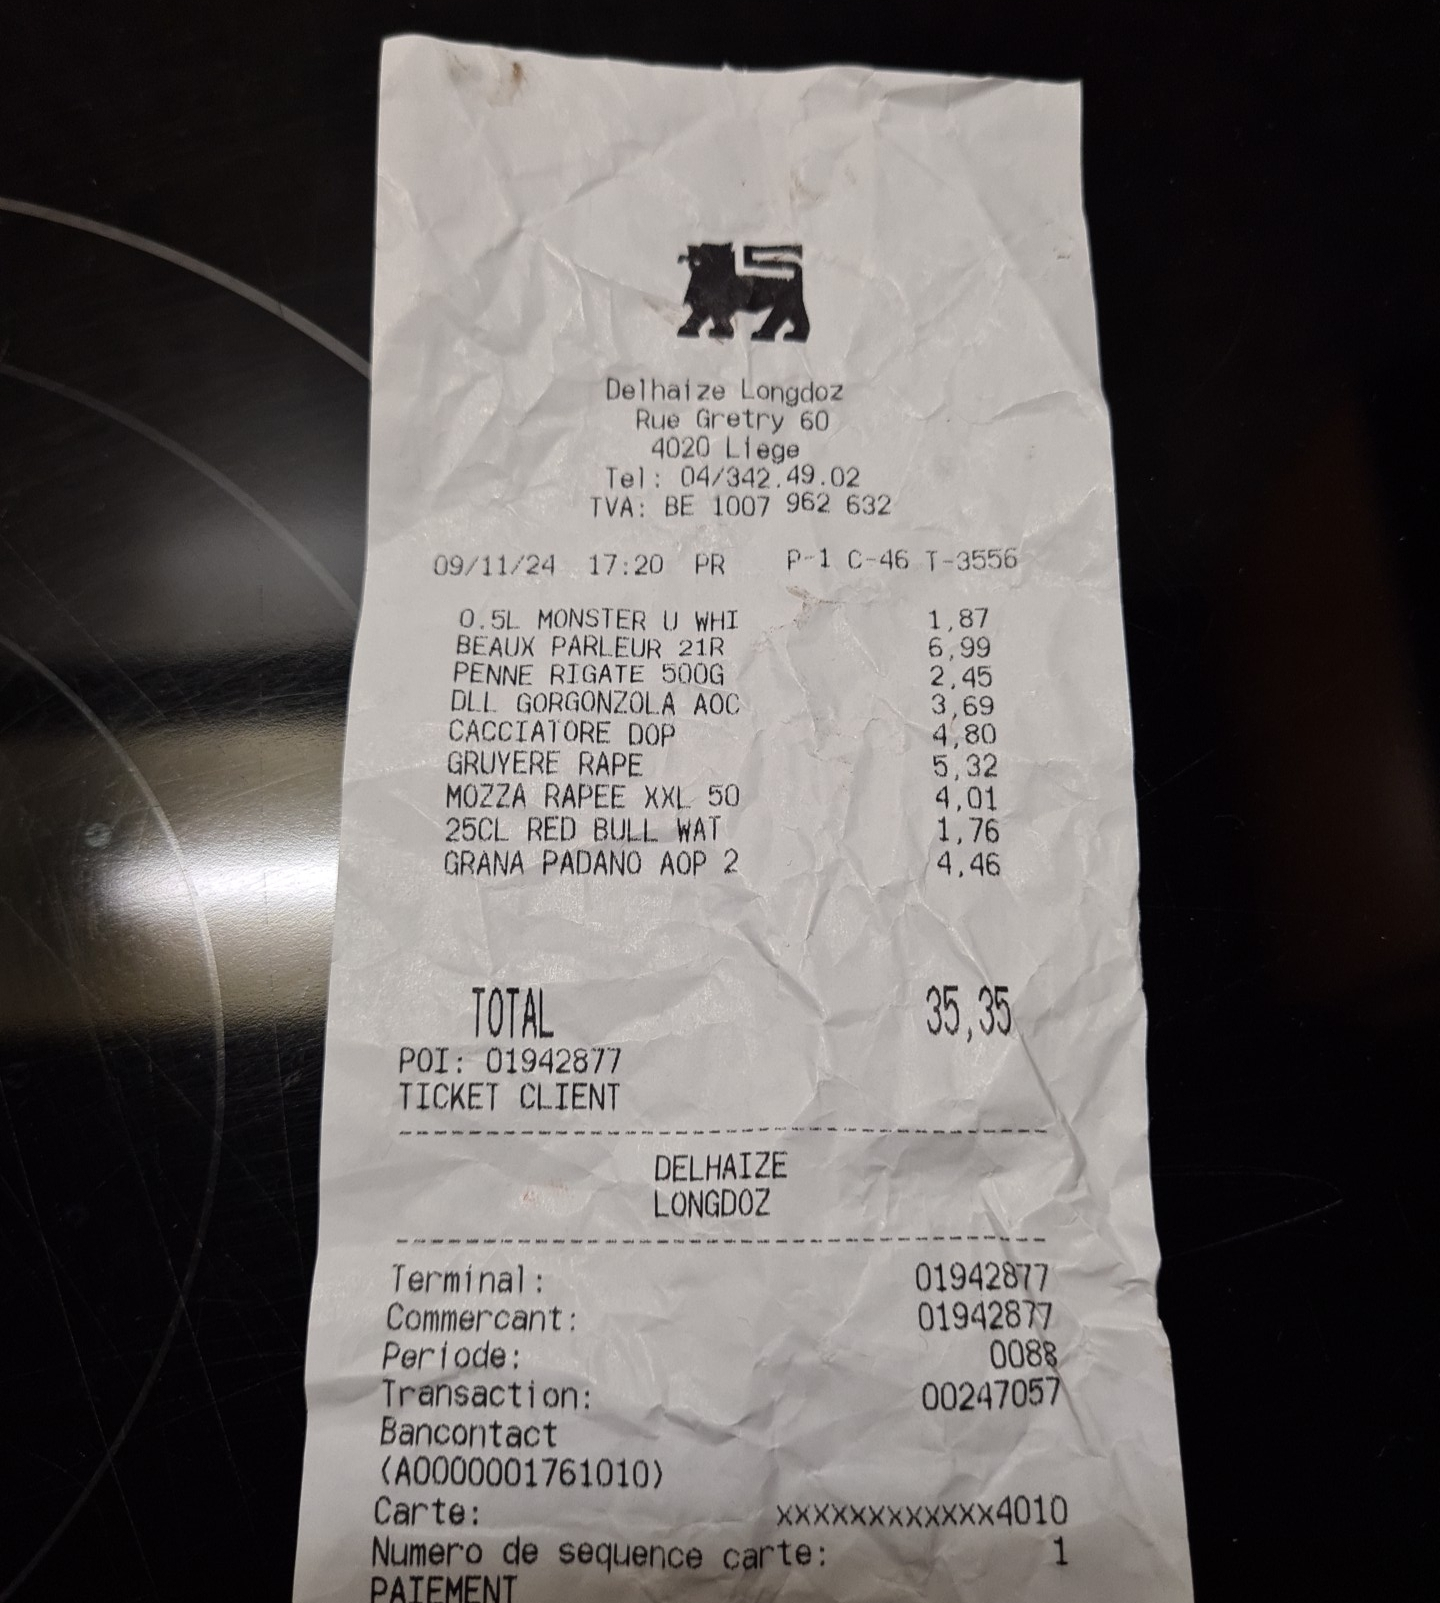 Delhaize Longdoz
Rue Gretry 60
4020 Liege
Tel: 04/342.49.02
TVA: BE 1007 962 632
09/11/24 17:20 PR P-1 C-46 T-3556
0.5L MONSTER U WHI 1,87
BEAUX PARLEUR 21R 6,99
PENNE RIGATE 500G 2,45
DLL GORGONZOLA AOC 3,69
CACCIATORE DOP 4,80
GRUYERE RAPE 5,32
MOZZA RAPEE XXL 50 4,01
25CL RED BULL WAT 1,76
GRANA PADANO AOP 2 4,46
TOTAL 35,35
POI: 01942877
TICKET CLIENT
DELHAIZE
LONGDOZ
Terminal: 01942877
Commercant: 01942877
Periode: 0088
Transaction: 00247057
Bancontact
(A0000001761010)
Carte: xxxxxxxxxxxx4010
Numero de sequence carte: 1
PAIEMENT